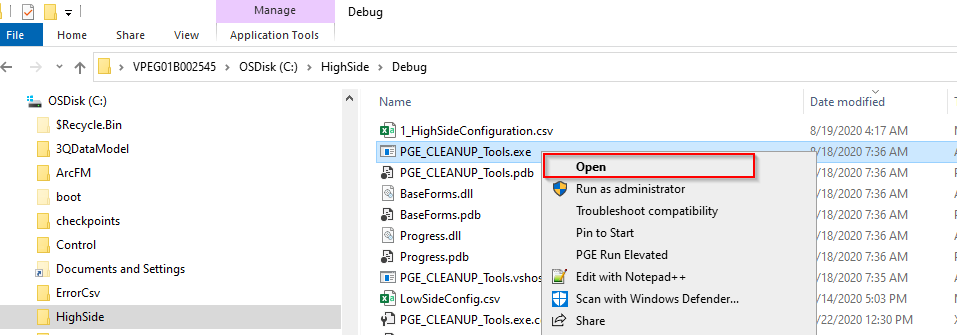 Manage
Debug
File
Home
Share
View
Application Tools
VPEG01B002545 > OSDisk (C:) > HighSide > Debug
OSDisk (C:)
$Recycle.Bin
3QDataModel
ArcFM
boot
checkpoints
Control
Documents and Settings
ErrorCsv
HighSide
Name
Date modified
1_HighSideConfiguration.csv
8/19/2020 4:17 AM
PGE_CLEANUP_Tools.exe
8/18/2020 7:36 AM
PGE_CLEANUP_Tools.pdb
/18/2020 7:36 AM
BaseForms.dll
/18/2020 7:36 AM
BaseForms.pdb
/18/2020 7:36 AM
Progress.dll
/18/2020 7:36 AM
Progress.pdb
/18/2020 7:36 AM
PGE_CLEANUP_Tools.vshos
/18/2020 7:36 AM
LowSideConfig.csv
/14/2020 5:03 PM
PGE_CLEANUP_Tools.exe.c
/22/2020 12:30 PM
Open
Run as administrator
Troubleshoot compatibility
Pin to Start
PGE Run Elevated
Edit with Notepad++
Scan with Windows Defender...
Share